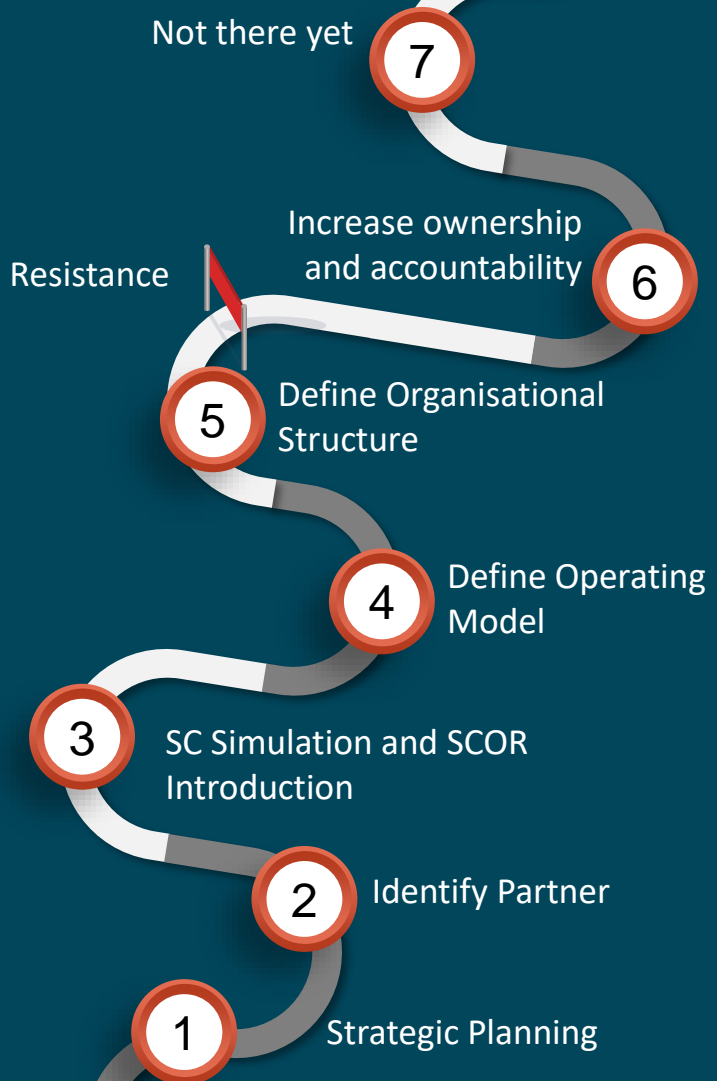 Not there yet
7
Increase ownership
and accountability
6
Resistance
5
Define Organisational
Structure
4
Define Operating
Model
3
SC Simulation and SCOR
Introduction
2
Identify Partner
1
Strategic Planning